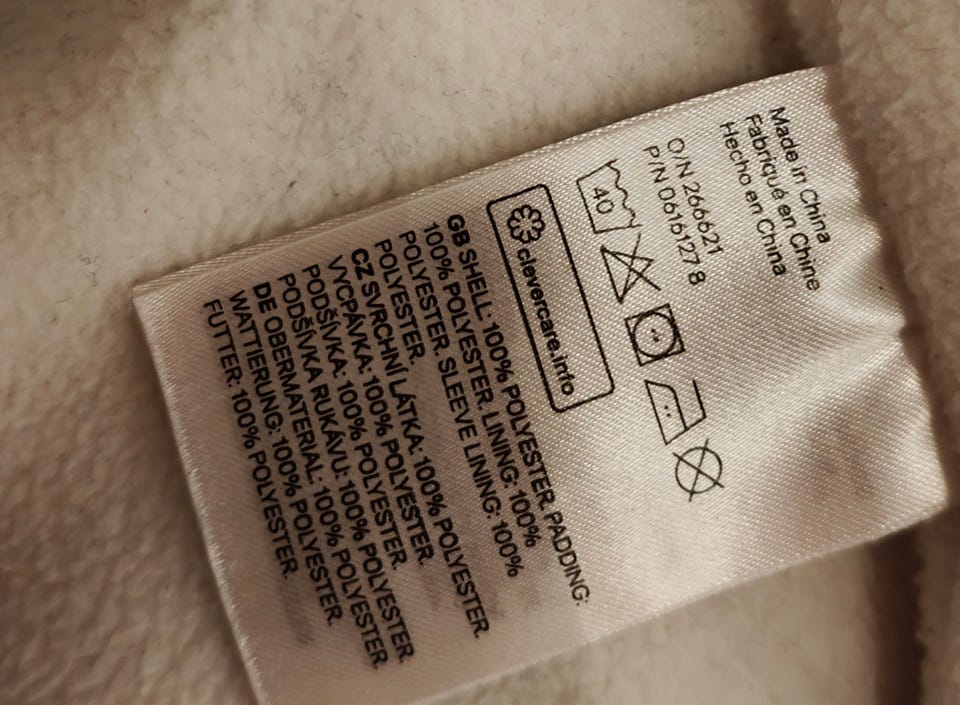 Made in China
Fabriqué en Chine
Hecho en China
O/N 266621
P/N 0616127 8
40
clevercare.info
GB SHELL: 100% POLYESTER. PADDING:
100% POLYESTER. LINING: 100%
POLYESTER. SLEEVE LINING: 100%
POLYESTER.
CZ SVRCHNÍ LÁTKA: 100% POLYESTER.
VYCPÁVKA: 100% POLYESTER.
PODŠÍVKA: 100% POLYESTER.
PODŠÍVKA RUKÁVU: 100% POLYESTER.
DE OBERMATERIAL: 100% POLYESTER.
WATTIERUNG: 100% POLYESTER.
FUTTER: 100% POLYESTER.